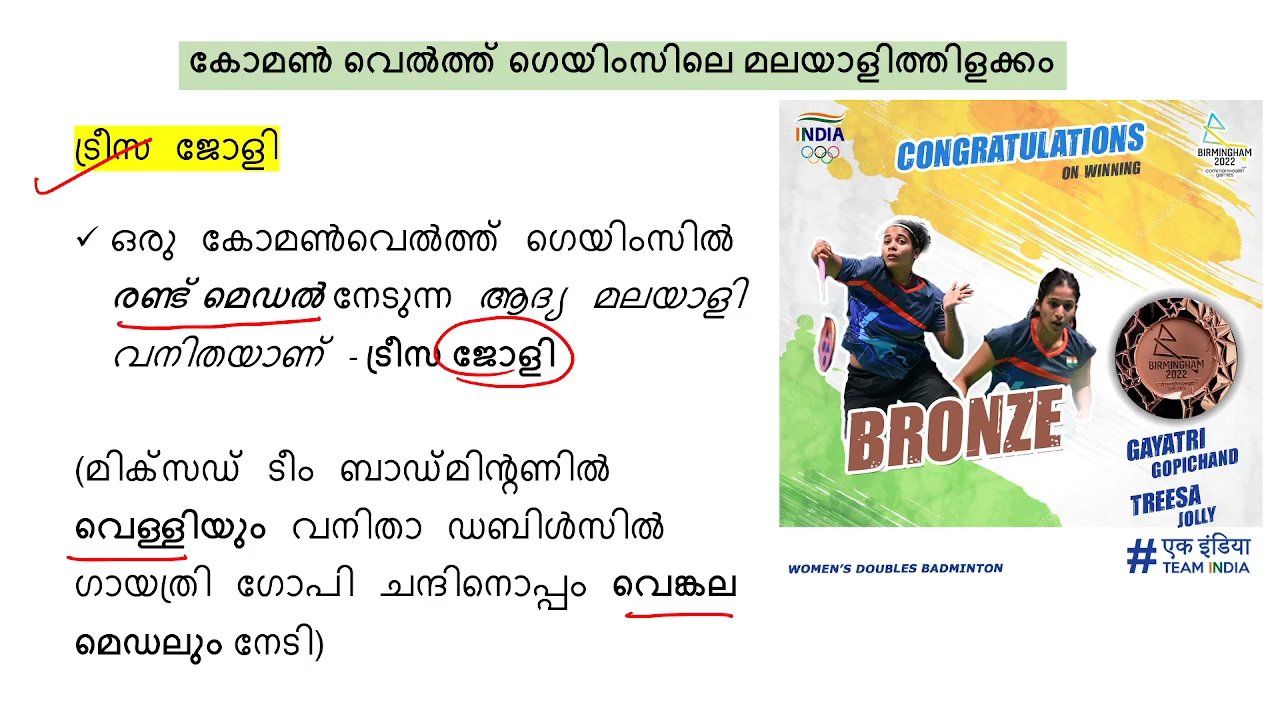 കോമൺ വെൽത്ത് ഗെയിംസിലെ മലയാളിത്തിളക്കം
ട്രീസ ജോളി
✓ ഒരു കോമൺവെൽത്ത് ഗെയിംസിൽ
രണ്ട് മെഡൽ നേടുന്ന ആദ്യ മലയാളി
വനിതയാണ് - ട്രീസ ജോളി
(മിക്സഡ് ടീം ബാഡ്മിന്റണിൽ
വെള്ളിയും വനിതാ ഡബിൾസിൽ
ഗായത്രി ഗോപി ചന്ദിനൊപ്പം വെങ്കല
മെഡലും നേടി)
INDIA
CONGRATULATIONS
ON WINNING
BIRMINGHAM
2022
commonwealth
games
BIRMINGHAM
2022
BRONZE
GAYATRI
GOPICHAND
TREESA
JOLLY
WOMEN'S DOUBLES BADMINTON
# एक इंडिया
TEAM INDIA